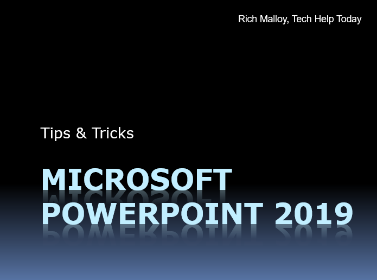 Rich Malloy, Tech Help Today
Tips & Tricks
MICROSOFT
POWERPOINT 2019